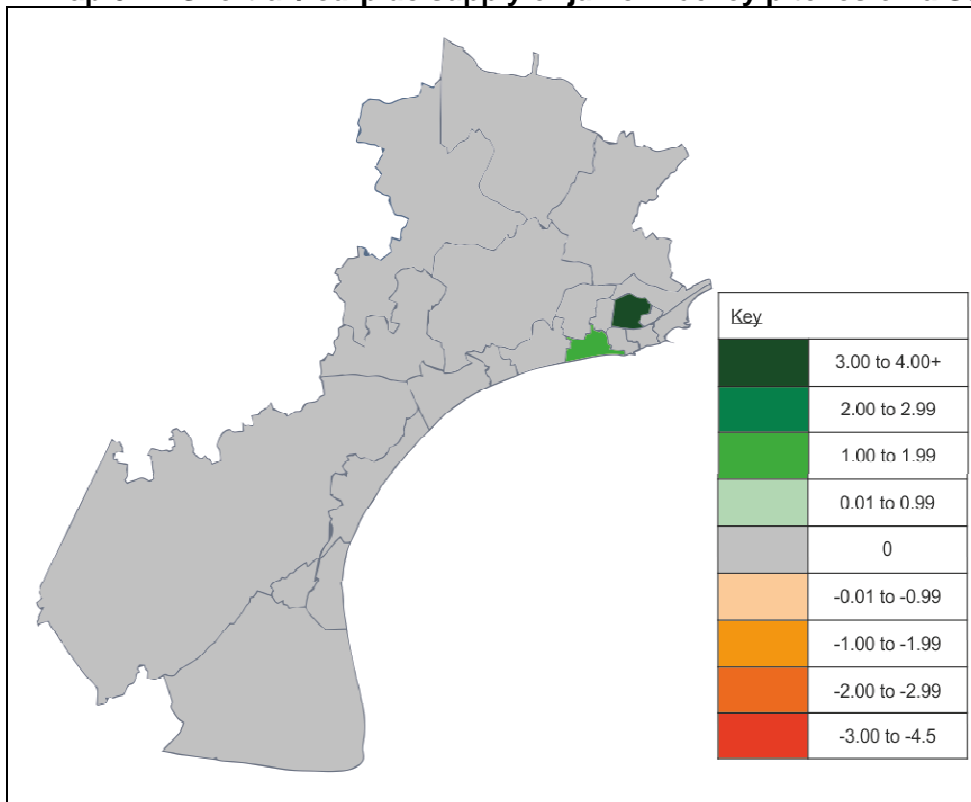 Key
3.00 to 4.00+
2.00 to 2.99
1.00 to 1.99
0.01 to 0.99
0
-0.01 to -0.99
-1.00 to -1.99
-2.00 to -2.99
-3.00 to -4.5